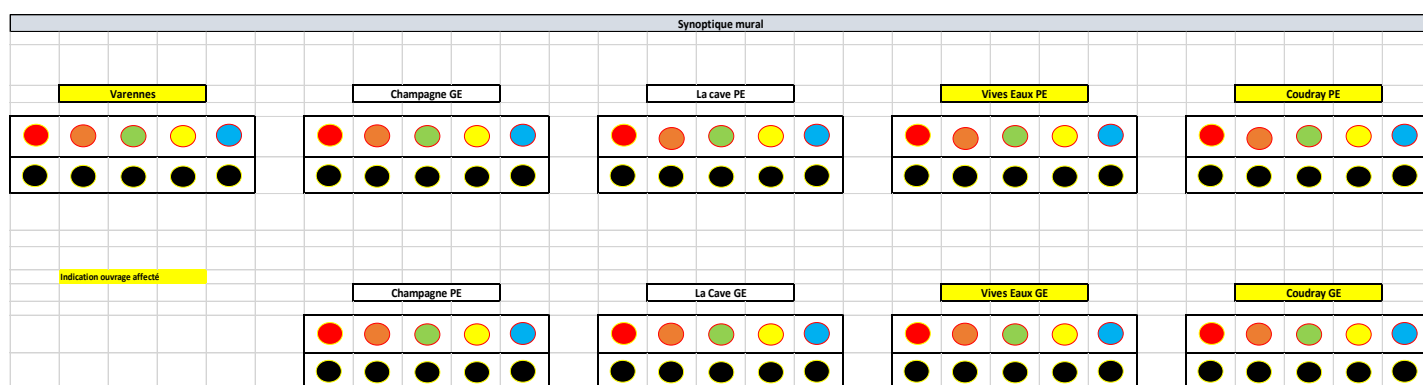 Synoptique mural
Varennes
Champagne GE
La cave PE
Vives Eaux PE
Coudray PE
Indication ouvrage affecté
Champagne PE
La Cave GE
Vives Eaux GE
Coudray GE